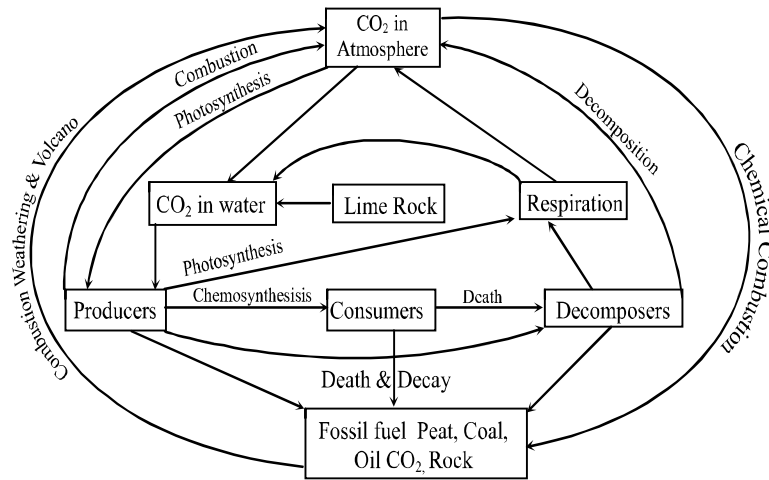 CO2 in
Atmosphere
Combustion
Photosynthesis
Decomposition
Combustion Weathering & Volcano
Chemical Combustion
CO2 in water
Lime Rock
Respiration
Photosynthesis
Producers
Chemosynthesisis
Consumers
Death
Decomposers
Death & Decay
Fossil fuel Peat, Coal,
Oil CO2, Rock